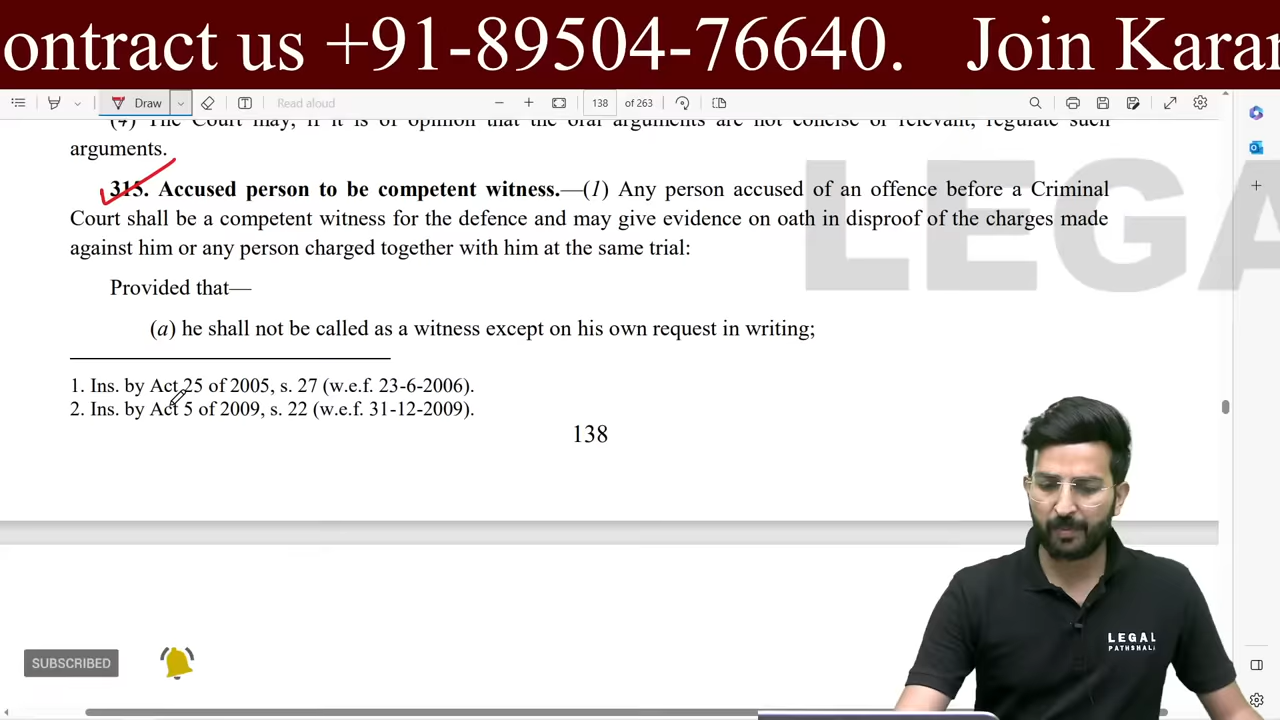 ontract us +91-89504-76640. Join Karan
Draw
Read aloud
138 of 263
(4) The Court may, if it is of opinion that the oral arguments are not concise or relevant, regulate such
arguments.
315. Accused person to be competent witness.—(1) Any person accused of an offence before a Criminal
Court shall be a competent witness for the defence and may give evidence on oath in disproof of the charges made
against him or any person charged together with him at the same trial:
Provided that—
(a) he shall not be called as a witness except on his own request in writing;
1. Ins. by Act 25 of 2005, s. 27 (w.e.f. 23-6-2006).
2. Ins. by Act 5 of 2009, s. 22 (w.e.f. 31-12-2009).
138
LEGA
LEGAL
PATHSHALA
SUBSCRIBED